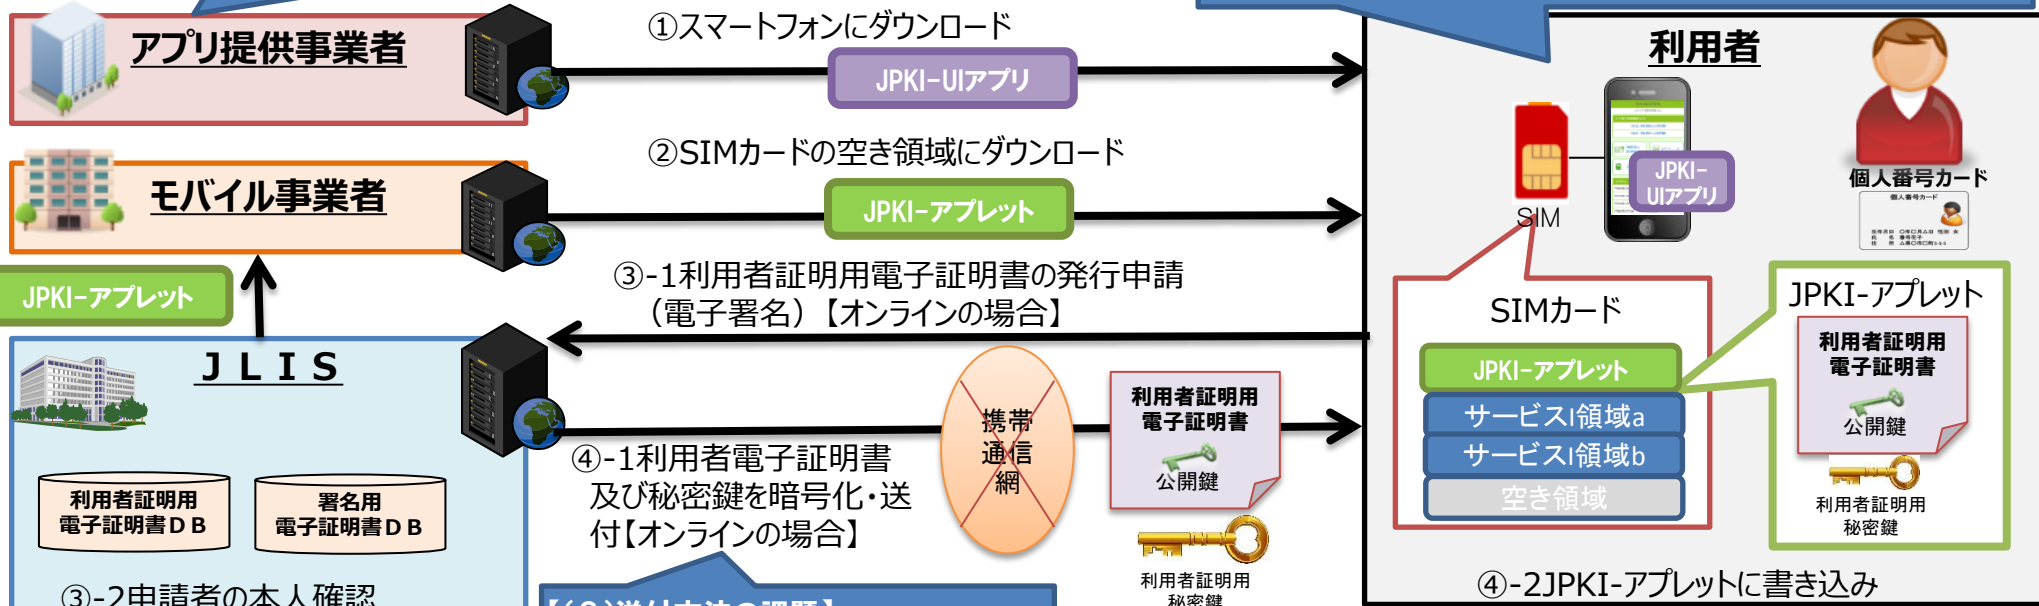 アプリ提供事業者
①スマートフォンにダウンロード
JPKI-UIアプリ
モバイル事業者
②SIMカードの空き領域にダウンロード
JPKI-アプレット
JPKI-アプレット
③-1利用者証明用電子証明書の発行申請
（電子署名）【オンラインの場合】
ＪＬＩＳ
利用者証明用
電子証明書ＤＢ
署名用
電子証明書ＤＢ
③-2申請者の本人確認
④-1利用者電子証明書
及び秘密鍵を暗号化・送
付【オンラインの場合】
携帯
通信
網
利用者証明用
電子証明書
公開鍵
利用者証明用
秘密鍵
利用者
JPKI-
UIアプリ
SIM
個人番号カード
個人番号カード
SIMカード
JPKI-アプレット
サービスI領域a
サービスI領域b
空き領域
JPKI-アプレット
利用者証明用
電子証明書
公開鍵
利用者証明用
秘密鍵
④-2JPKI-アプレットに書き込み